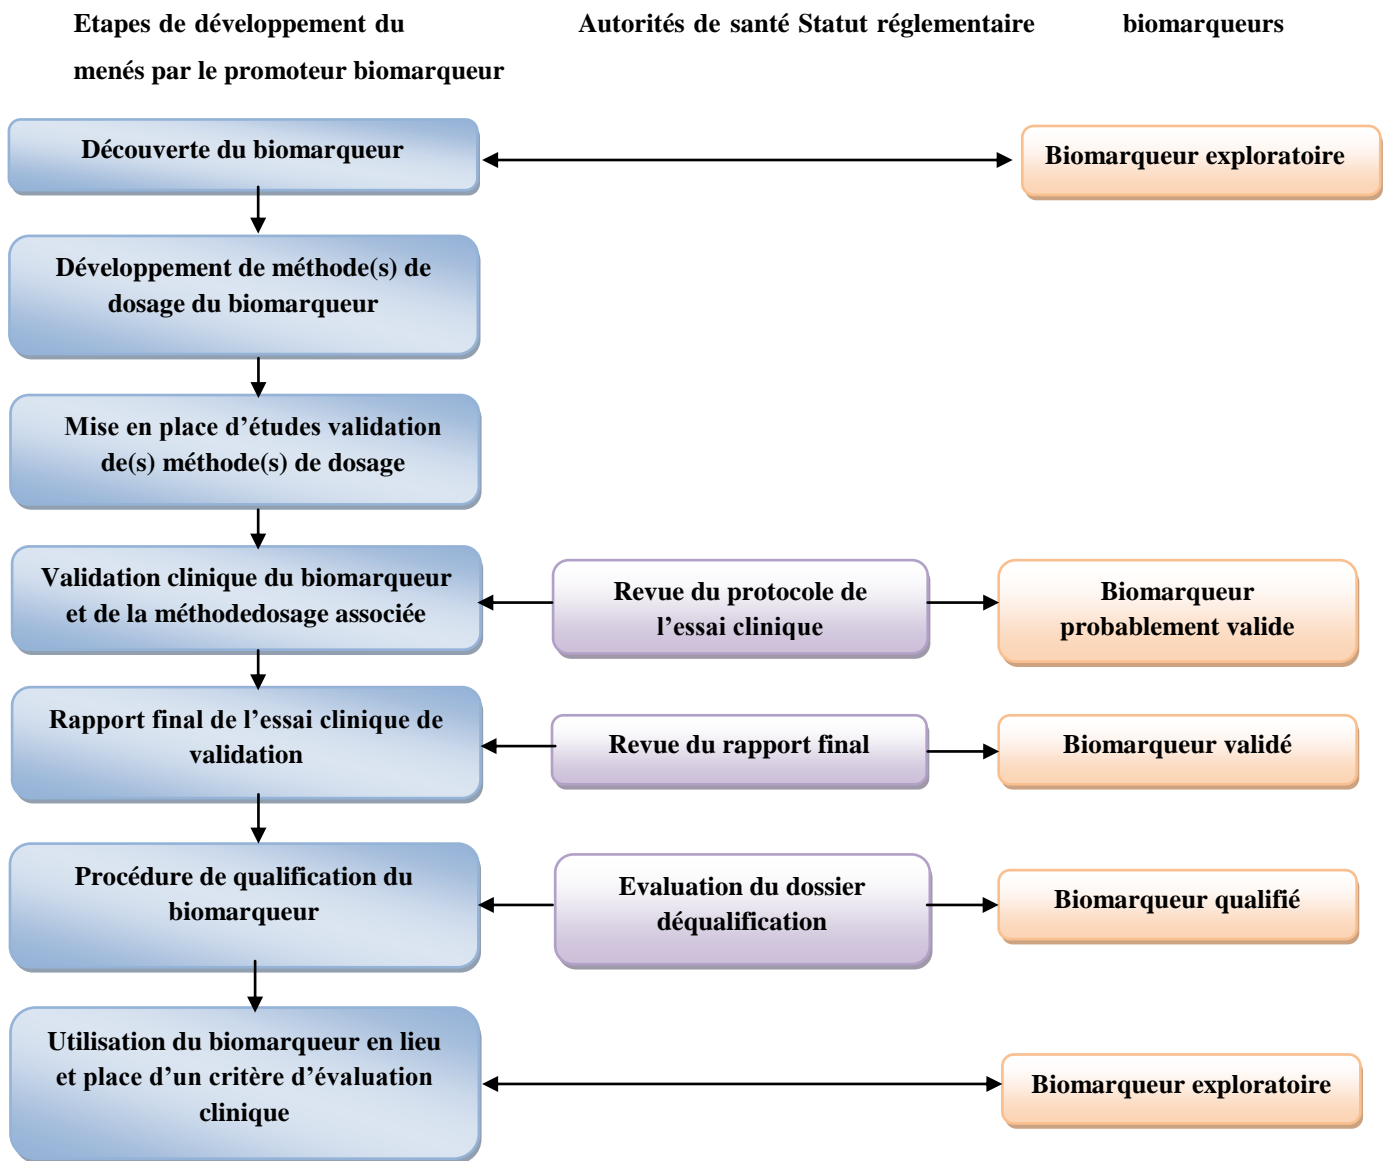 Etapes de développement du Autorités de santé Statut réglementaire biomarqueurs
menés par le promoteur biomarqueur
Découverte du biomarqueur
Biomarqueur exploratoire
Développement de méthode(s) de
dosage du biomarqueur
Mise en place d'études validation
de(s) méthode(s) de dosage
Validation clinique du biomarqueur
et de la méthodedosage associée
Revue du protocole de
l'essai clinique
Biomarqueur
probablement valide
Rapport final de l'essai clinique de
validation
Revue du rapport final
Biomarqueur validé
Procédure de qualification du
biomarqueur
Evaluation du dossier
déqualification
Biomarqueur qualifié
Utilisation du biomarqueur en lieu
et place d'un critère d'évaluation
clinique
Biomarqueur exploratoire